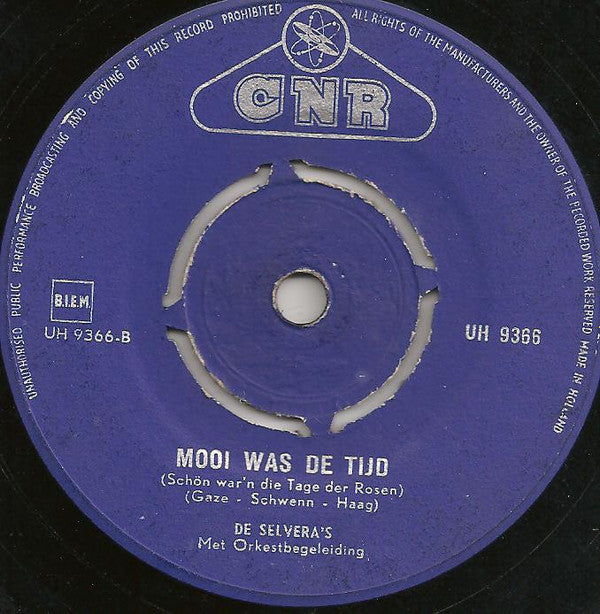 UNAUTHORISED PUBLIC PERFORMANCE BROADCASTING AND COPYING OF THIS RECORD PROHIBITED
ALL RIGHTS OF THE MANUFACTURERS AND THE OWNER OF THE RECORDED WORK RESERVED MADE IN HOLLAND
CNR
B.I.E.M.
UH 9366-B
UH 9366
MOOI WAS DE TIJD
(Schön war'n die Tage der Rosen)
(Gaze - Schwenn - Haag)
DE SELVERA'S
Met Orkestbegeleiding